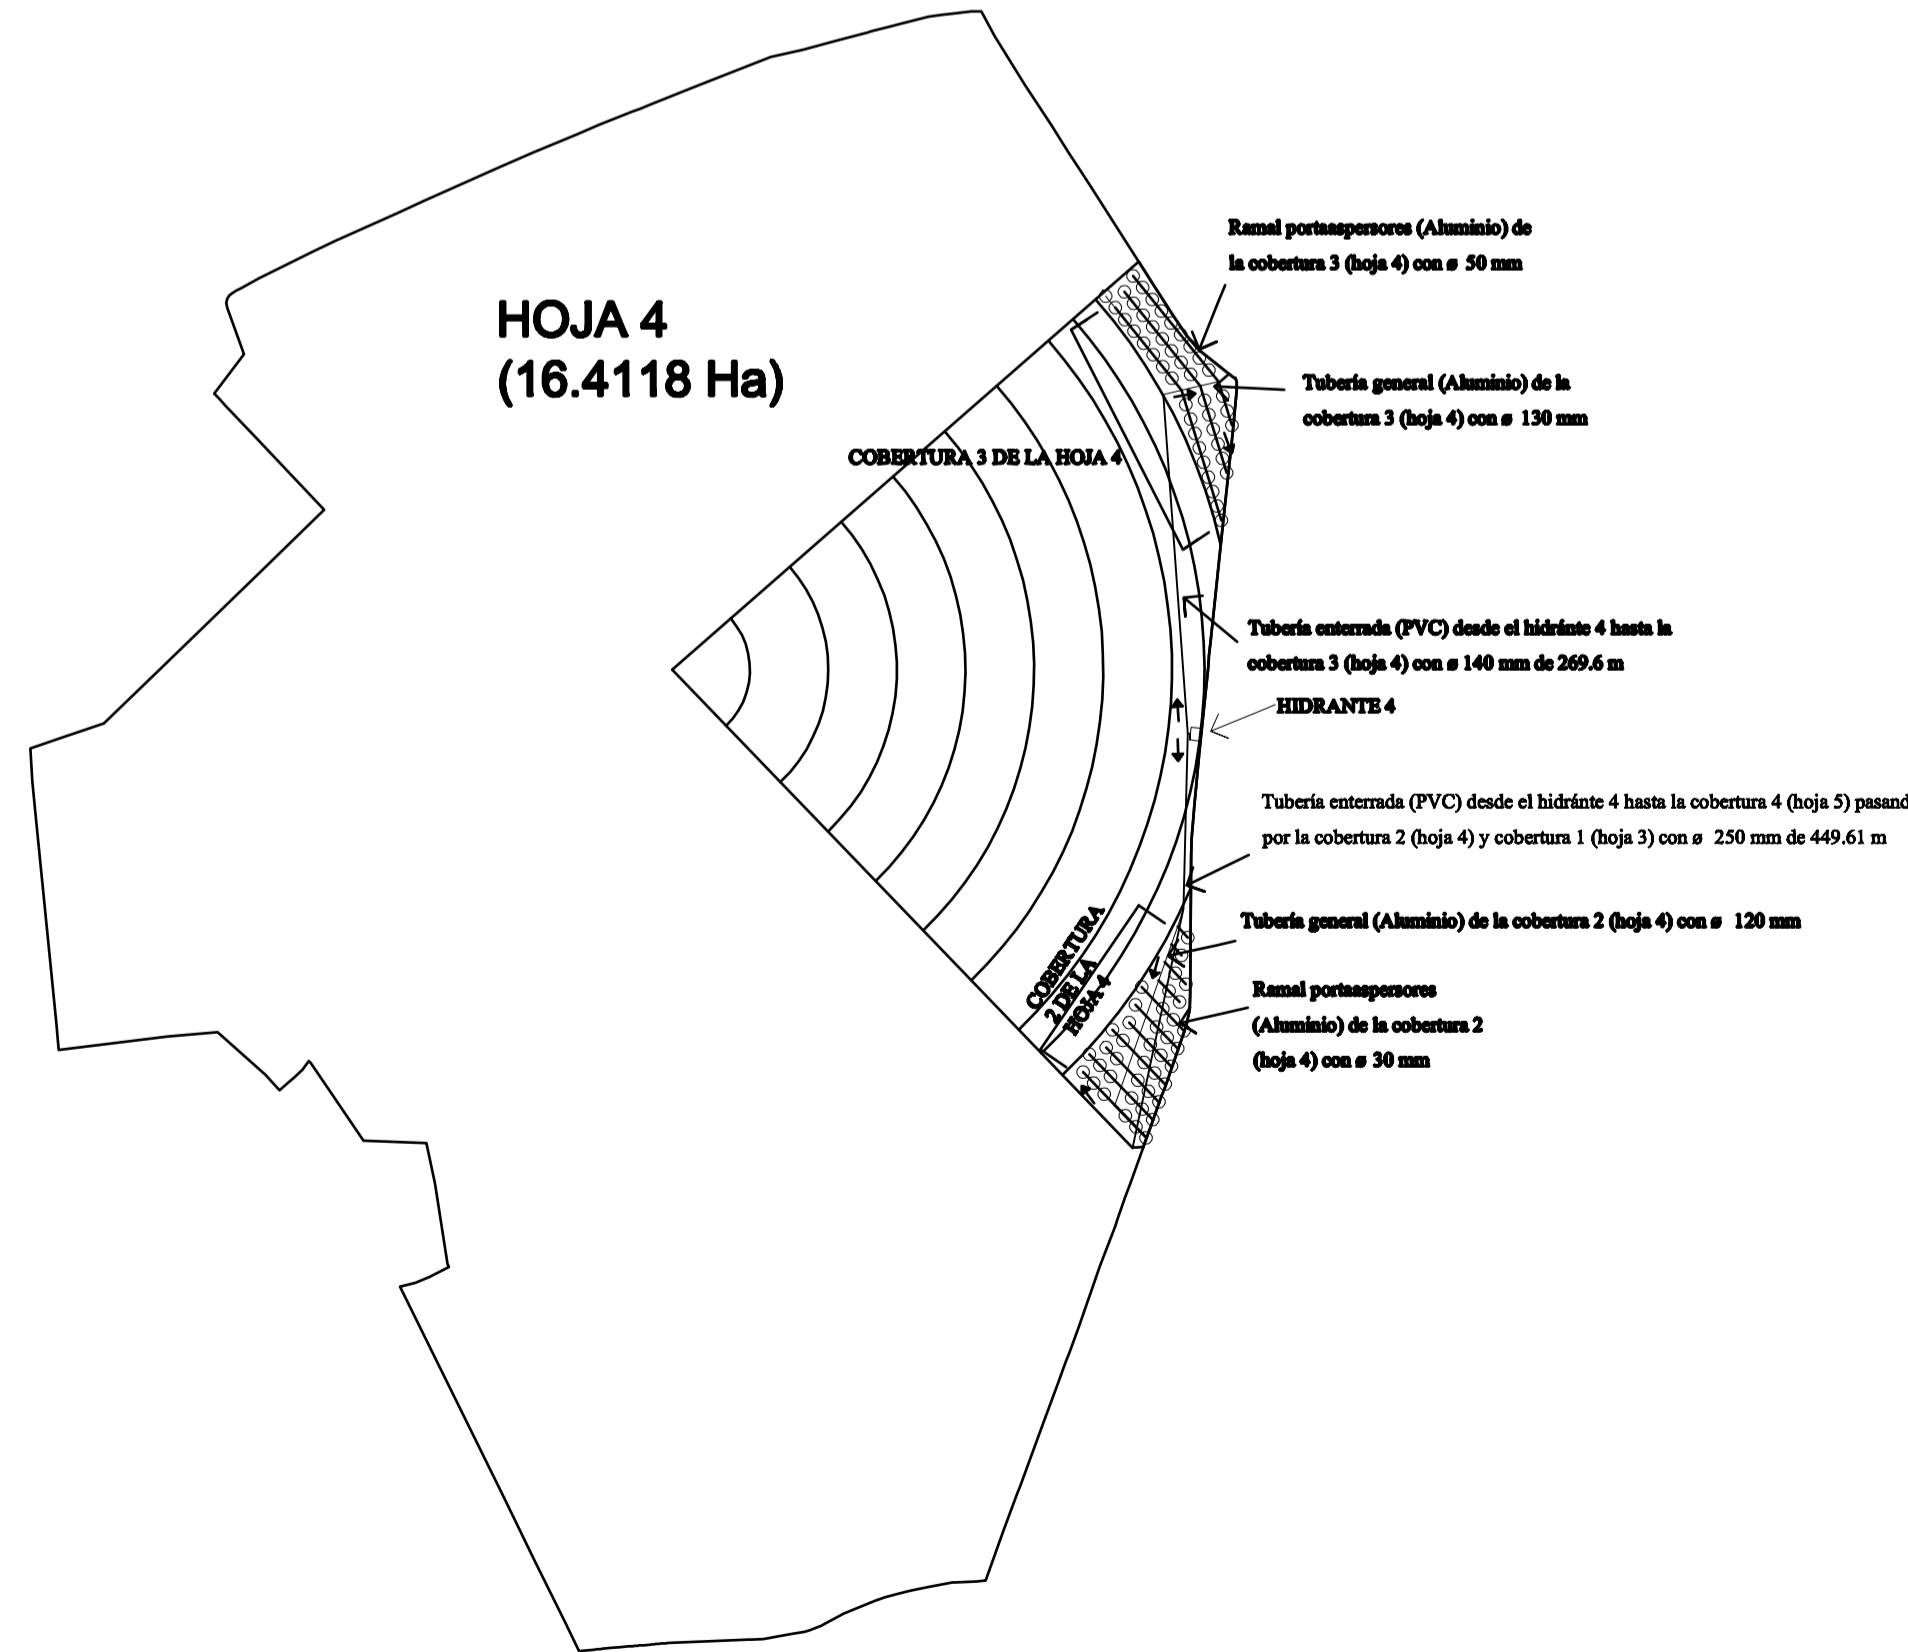 HOJA 4
(16.4118 Ha)
Ramal portaaspersores (Aluminio) de
la cobertura 3 (hoja 4) con ø 50 mm
Tubería general (Aluminio) de la
cobertura 3 (hoja 4) con ø 130 mm
COBERTURA 3 DE LA HOJA 4
Tubería enterrada (PVC) desde el hidránte 4 hasta la
cobertura 3 (hoja 4) con ø 140 mm de 269.6 m
HIDRANTE 4
Tubería enterrada (PVC) desde el hidránte 4 hasta la cobertura 4 (hoja 5) pasand
por la cobertura 2 (hoja 4) y cobertura 1 (hoja 3) con ø 250 mm de 449.61 m
Tubería general (Aluminio) de la cobertura 2 (hoja 4) con ø 120 mm
COBERTURA
2 DE LA
HOJA 4
Ramal portaaspersores
(Aluminio) de la cobertura 2
(hoja 4) con ø 30 mm